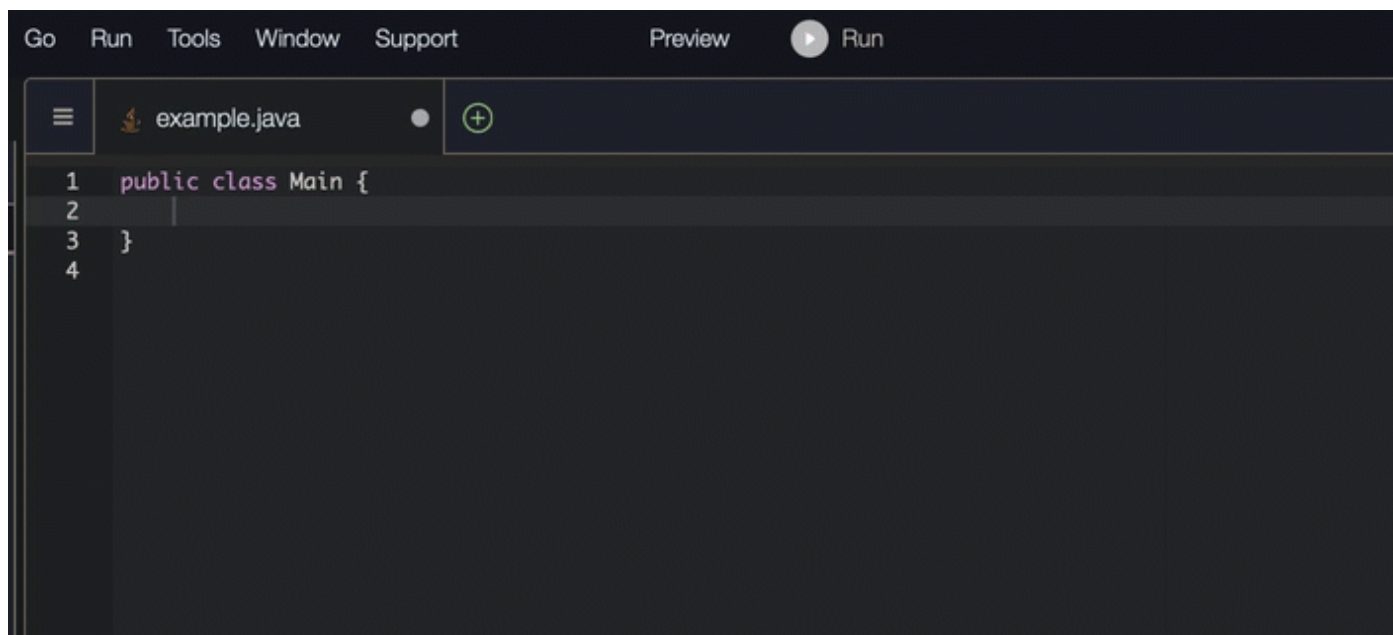 Go Run Tools Window Support Preview Run
example.java
1 public class Main {
2
3 }
4